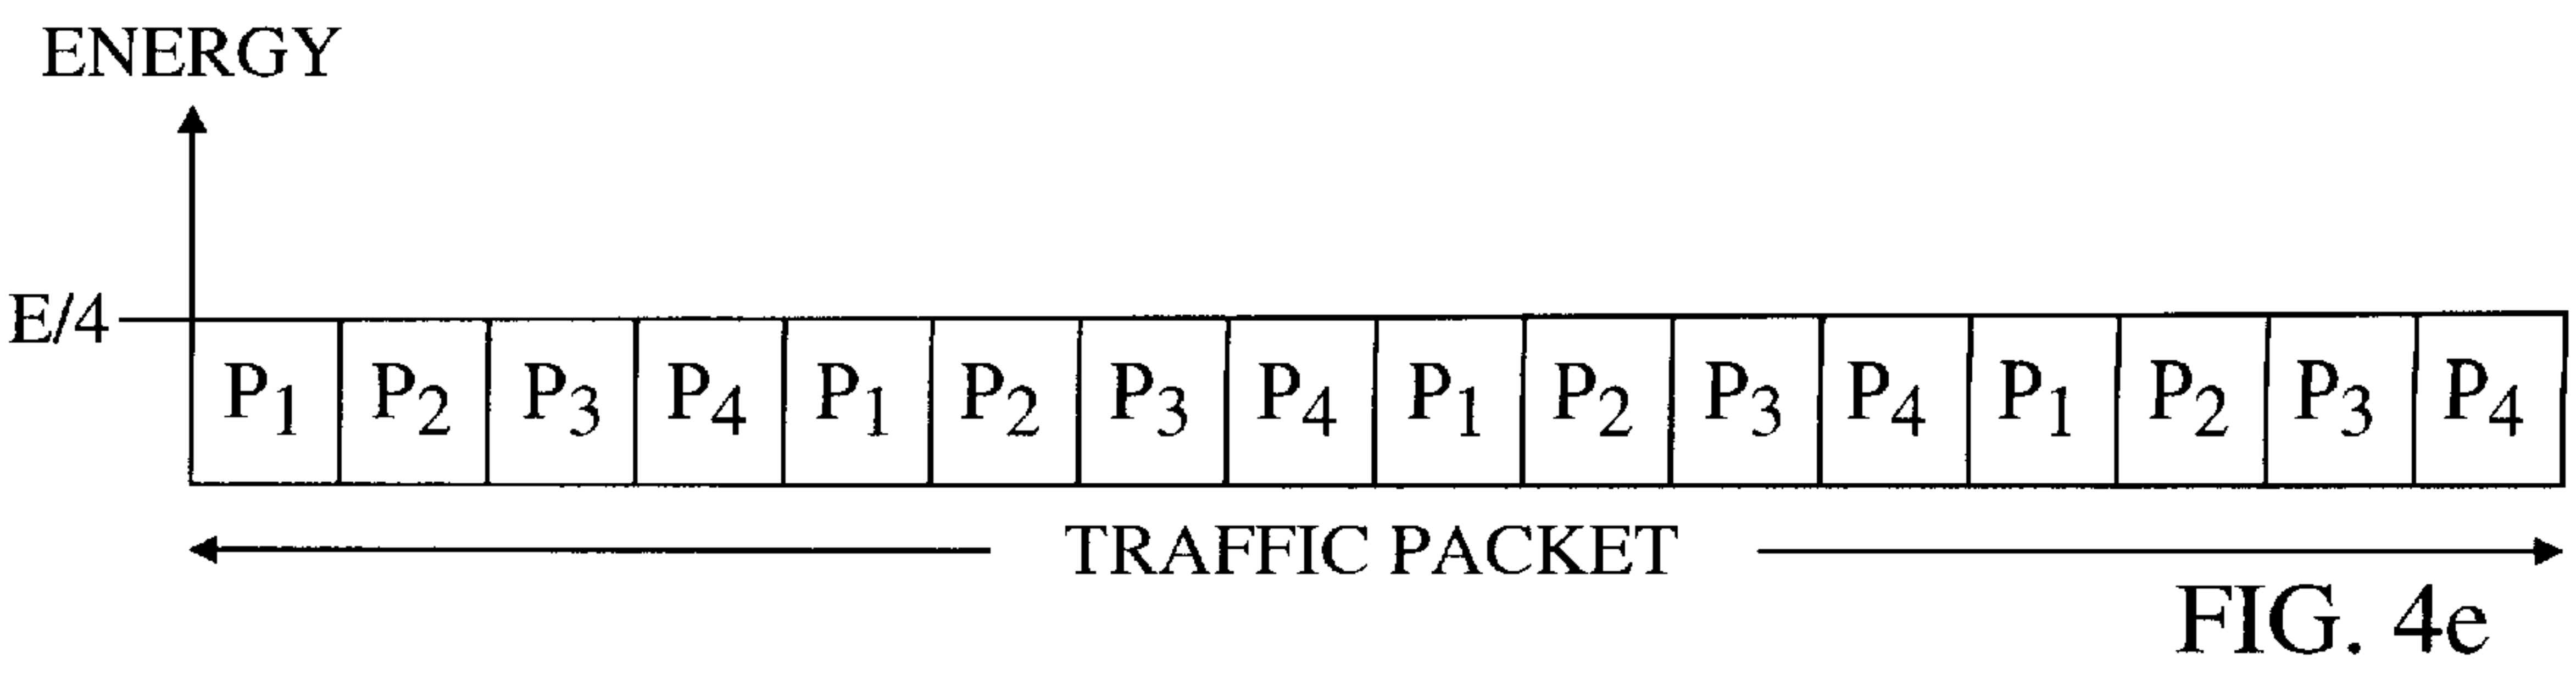 ENERGY
E/4
P1 P2 P3 P4 P1 P2 P3 P4 P1 P2 P3 P4 P1 P2 P3 P4
TRAFFIC PACKET
FIG. 4e